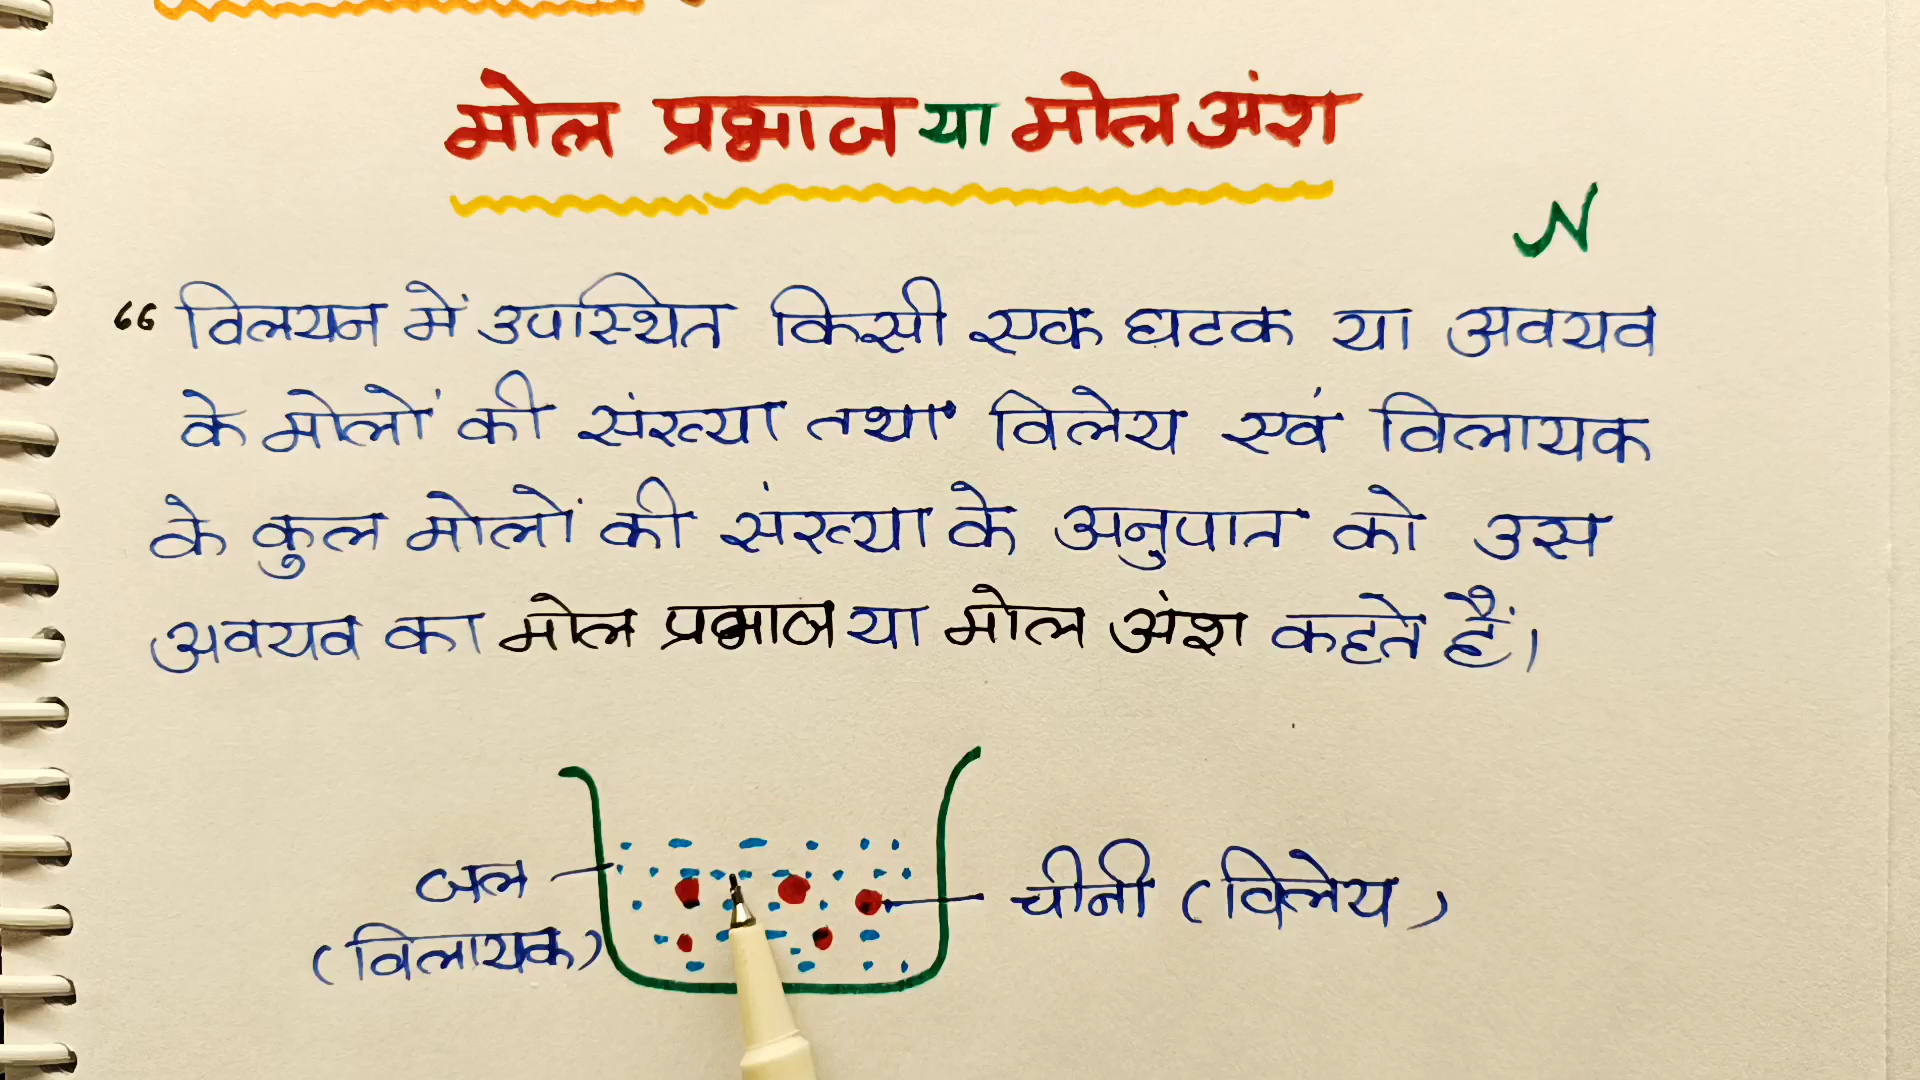 मोल प्रभाज या मोल अंश
N
“विलयन में उपस्थित किसी एक घटक या अवयव
के मोलों की संख्या तथा विलेय एवं विलायक
के कुल मोलों की संख्या के अनुपात को उस
अवयव का मोल प्रभाज या मोल अंश कहते हैं।
जल
(विलायक)
चीनी (विलेय)